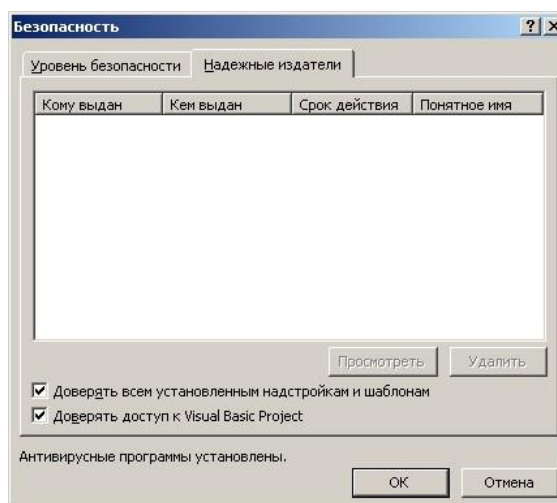 Безопасность
Уровень безопасности Надежные издатели
Кому выдан Кем выдан Срок действия Понятное имя
Просмотреть Удалить
Доверять всем установленным надстройкам и шаблонам
Доверять доступ к Visual Basic Project
Антивирусные программы установлены.
ОК Отмена